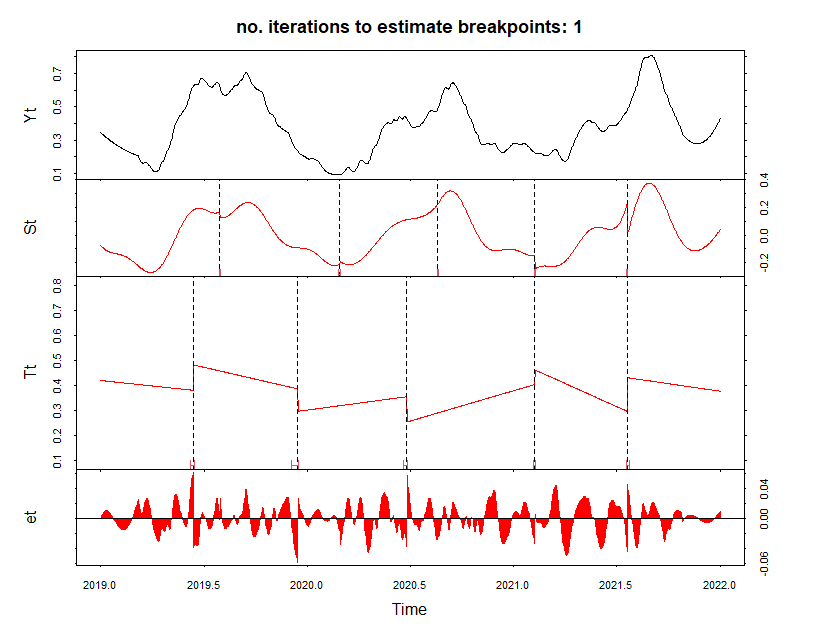 no. iterations to estimate breakpoints: 1
Yt
0.1 0.3 0.5 0.7
St
-0.2 0.0 0.2 0.4
Tt
0.1 0.2 0.3 0.4 0.5 0.6 0.7 0.8
et
-0.06 0.00 0.04
2019.0 2019.5 2020.0 2020.5 2021.0 2021.5 2022.0
Time